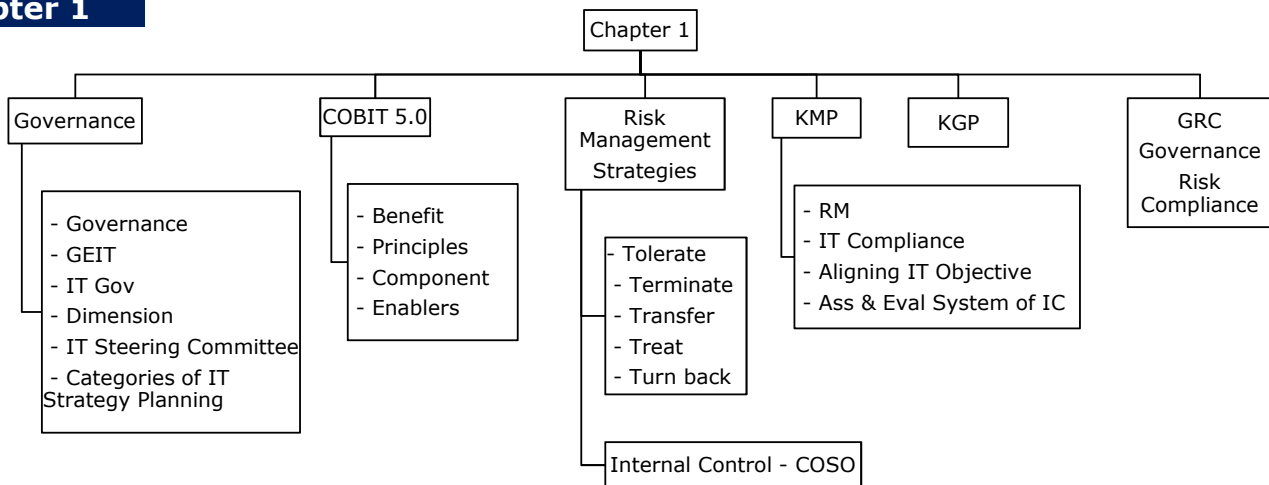 pter 1
Chapter 1
Governance
- Governance
- GEIT
- IT Gov
- Dimension
- IT Steering Committee
- Categories of IT
Strategy Planning
COBIT 5.0
- Benefit
- Principles
- Component
- Enablers
Risk
Management
Strategies
- Tolerate
- Terminate
- Transfer
- Treat
- Turn back
Internal Control - COSO
KMP
- RM
- IT Compliance
- Aligning IT Objective
- Ass & Eval System of IC
KGP
GRC
Governance
Risk
Compliance